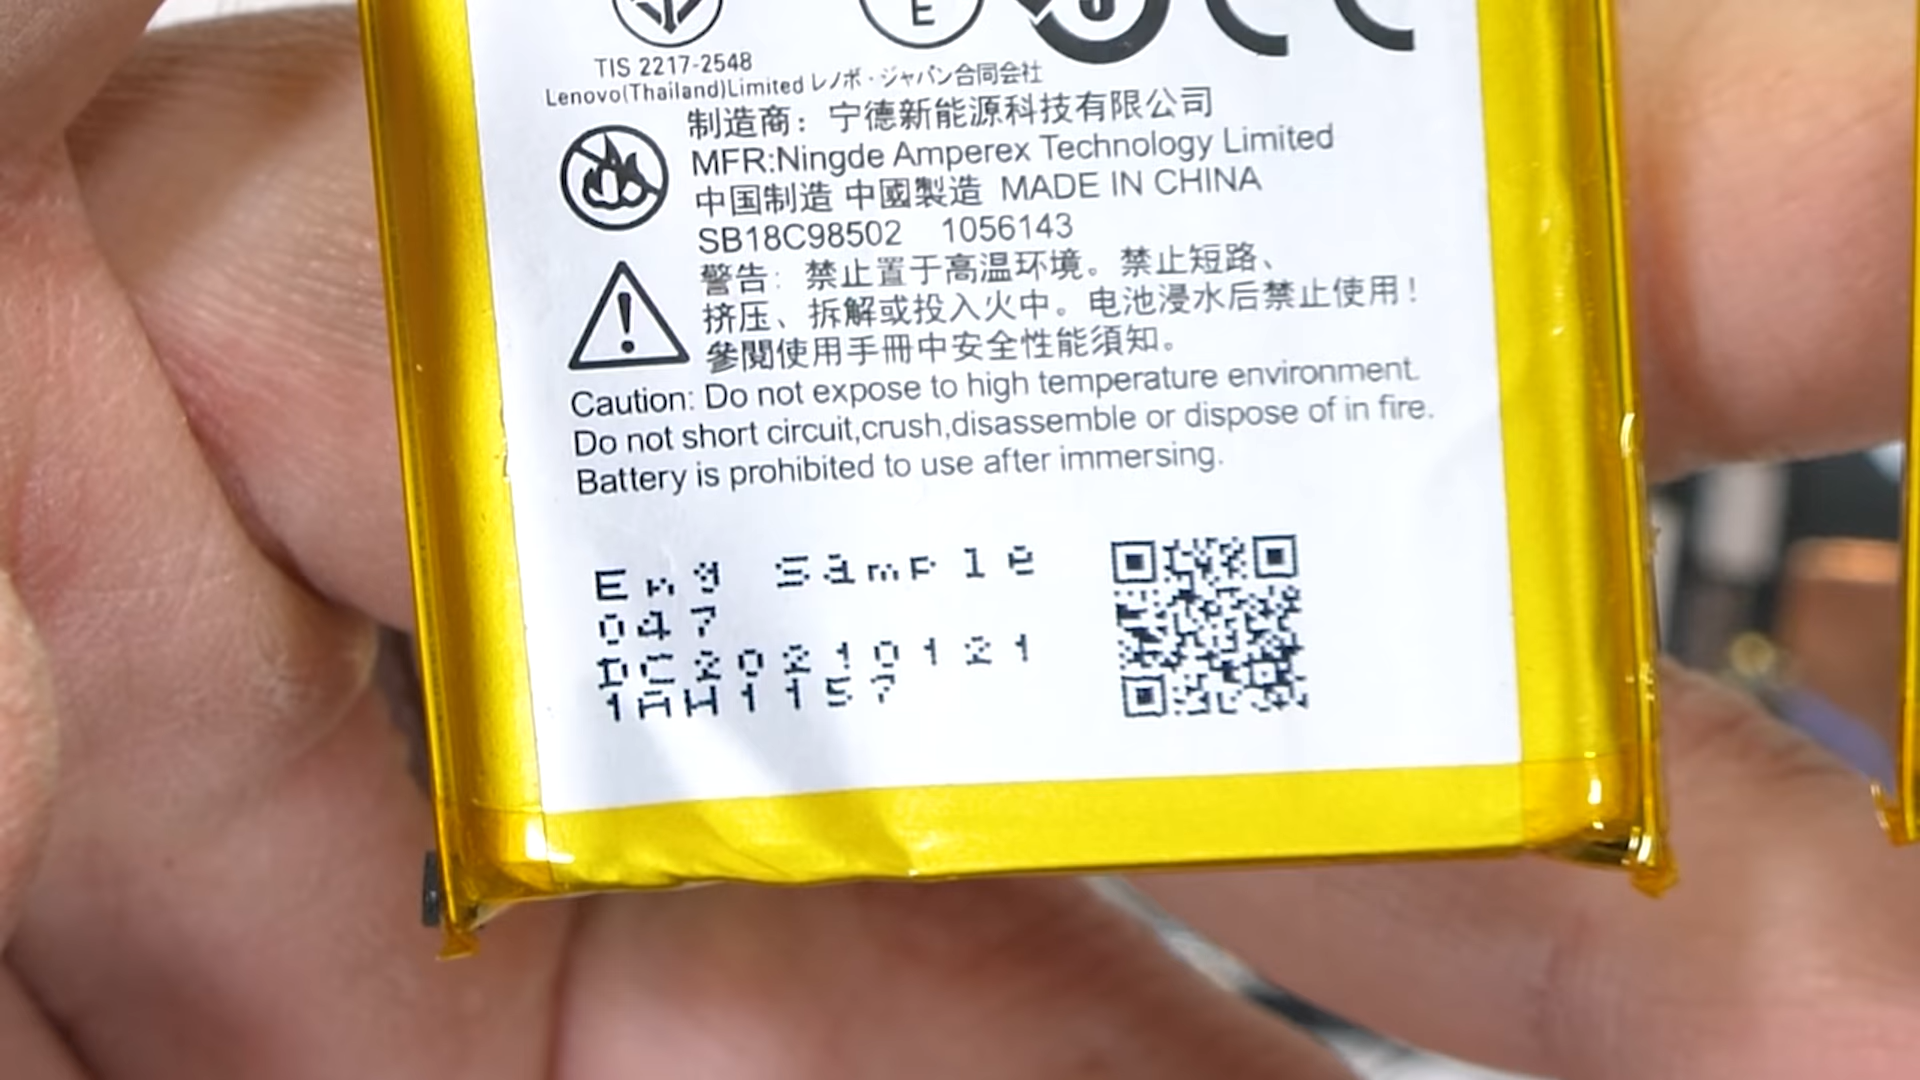 E
TIS 2217-2548
Lenovo(Thailand)Limited レノボ・ジャパン合同会社
制造商：宁德新能源科技有限公司
MFR:Ningde Amperex Technology Limited
中国制造 中國製造 MADE IN CHINA
SB18C98502 1056143
警告：禁止置于高温环境。禁止短路、
挤压、拆解或投入火中。电池浸水后禁止使用！
參閱使用手冊中安全性能須知。
Caution: Do not expose to high temperature environment.
Do not short circuit,crush,disassemble or dispose of in fire.
Battery is prohibited to use after immersing.
Eng Sample
047
DC20210121
1AH1157